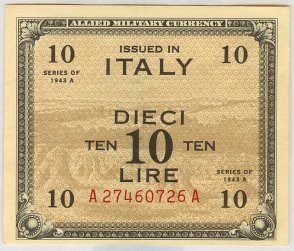 ALLIED MILITARY CURRENCY
10 ISSUED IN 10
ITALY
SERIES OF
1943 A
DIECI
TEN 10 TEN
LIRE
SERIES OF
1943 A
10 A 27460726 A 10